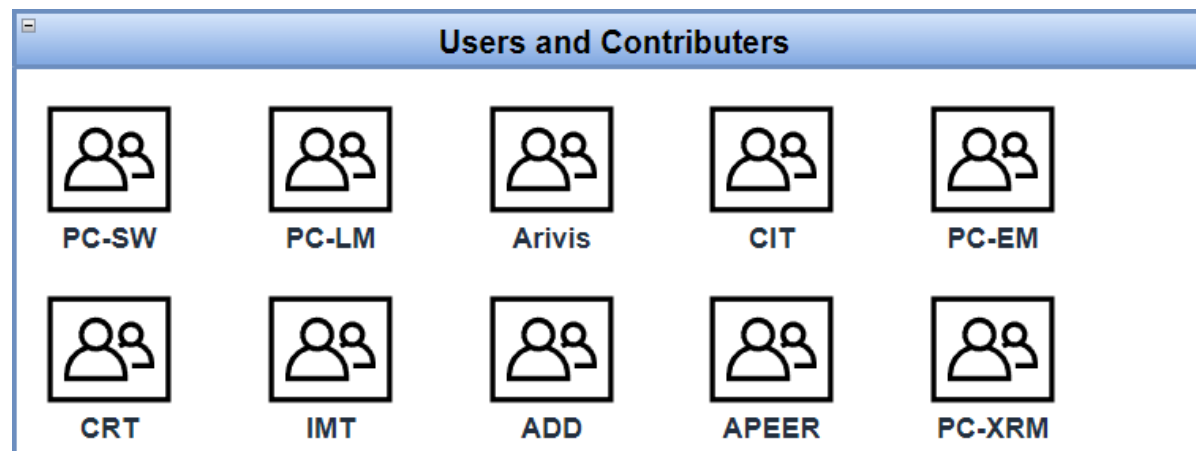 Users and Contributers
PC-SW PC-LM Arivis CIT PC-EM
CRT IMT ADD APEER PC-XRM